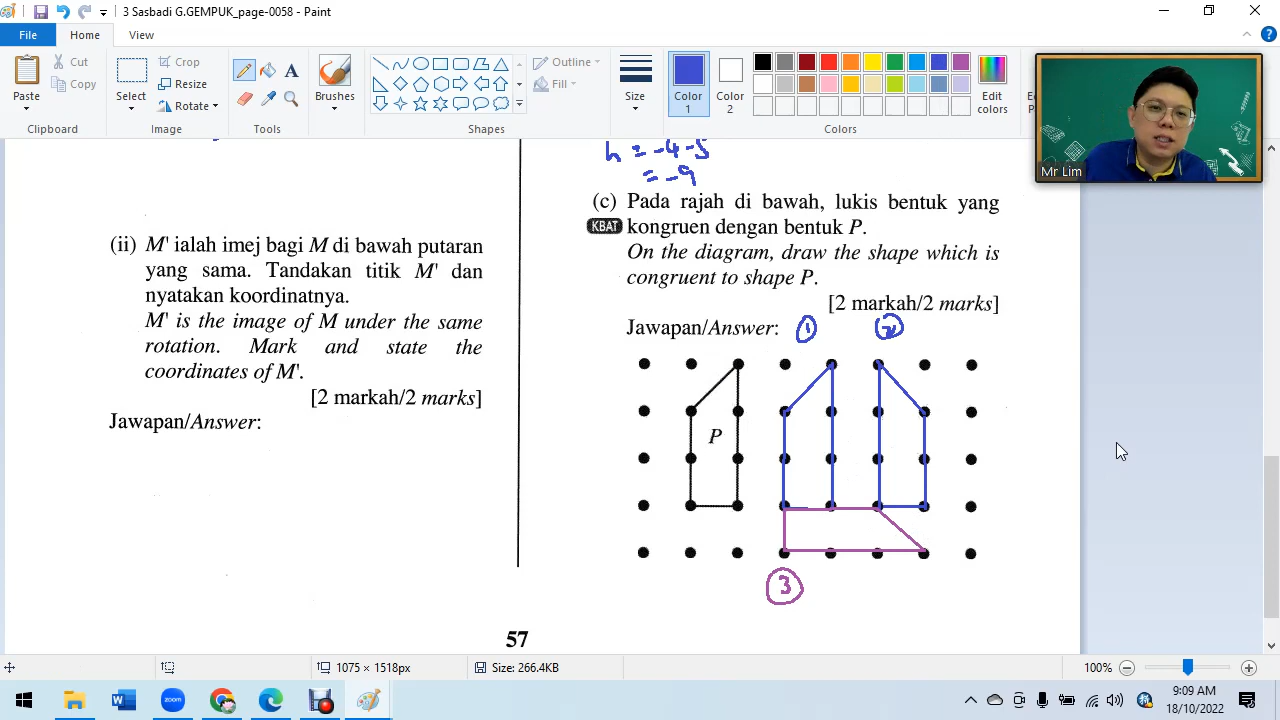 3 Sasbadi G.GEMPUK_page-0058 - Paint
File
Home
View
Paste
Cut
Copy
Clipboard
Select
Crop
Resize
Rotate
Image
A
Tools
Brushes
Shapes
Outline
Fill
Size
Color 1
Color 2
Edit colors
Colors
Mr Lim
h = -4-5
= -9
(ii) M' ialah imej bagi M di bawah putaran
yang sama. Tandakan titik M' dan
nyatakan koordinatnya.
M' is the image of M under the same
rotation. Mark and state the
coordinates of M'.
[2 markah/2 marks]
Jawapan/Answer:
(c) Pada rajah di bawah, lukis bentuk yang
KBAT kongruen dengan bentuk P.
On the diagram, draw the shape which is
congruent to shape P.
[2 markah/2 marks]
Jawapan/Answer:
1
P
3
57
1075 × 1518px
Size: 266.4KB
100%
zoom
9:09 AM
18/10/2022